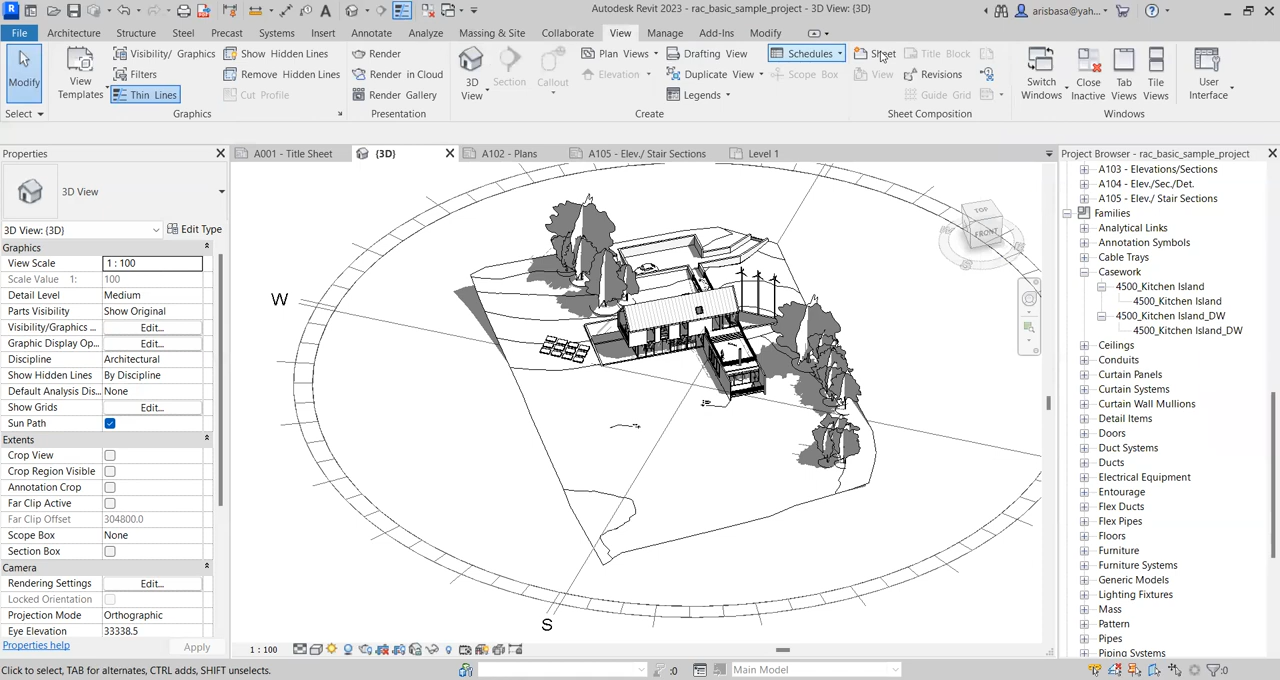 Autodesk Revit 2023 - rac_basic_sample_project - 3D View: {3D}
arisbasa@yah...
File Architecture Structure Steel Precast Systems Insert Annotate Analyze Massing & Site Collaborate View Manage Add-Ins Modify
Modify
Select
View Templates
Visibility/ Graphics
Filters
Thin Lines
Show Hidden Lines
Remove Hidden Lines
Cut Profile
Graphics
Render
Render in Cloud
Render Gallery
Presentation
3D View
Section
Callout
Plan Views
Elevation
Drafting View
Duplicate View
Legends
Schedules
Scope Box
Create
Sheet
View
Title Block
Revisions
Guide Grid
Sheet Composition
Switch Windows
Close Inactive
Tab Views
Tile Views
Windows
User Interface
Properties
3D View
3D View: {3D}
Edit Type
Graphics
View Scale 1 : 100
Scale Value 1: 100
Detail Level Medium
Parts Visibility Show Original
Visibility/Graphics ... Edit...
Graphic Display Op... Edit...
Discipline Architectural
Show Hidden Lines By Discipline
Default Analysis Dis... None
Show Grids Edit...
Sun Path
Extents
Crop View
Crop Region Visible
Annotation Crop
Far Clip Active
Far Clip Offset 304800.0
Scope Box None
Section Box
Camera
Rendering Settings Edit...
Locked Orientation
Projection Mode Orthographic
Eye Elevation 33338.5
Properties help
Apply
A001 - Title Sheet
{3D}
A102 - Plans
A105 - Elev./ Stair Sections
Level 1
W
S
TOP
FRONT
1 : 100
Project Browser - rac_basic_sample_project
A103 - Elevations/Sections
A104 - Elev./Sec./Det.
A105 - Elev./ Stair Sections
Families
Analytical Links
Annotation Symbols
Cable Trays
Casework
4500_Kitchen Island
4500_Kitchen Island
4500_Kitchen Island_DW
4500_Kitchen Island_DW
Ceilings
Conduits
Curtain Panels
Curtain Systems
Curtain Wall Mullions
Detail Items
Doors
Duct Systems
Ducts
Electrical Equipment
Entourage
Flex Ducts
Flex Pipes
Floors
Furniture
Furniture Systems
Generic Models
Lighting Fixtures
Mass
Pattern
Pipes
Piping Systems
Click to select, TAB for alternates, CTRL adds, SHIFT unselects.
:0
Main Model
:0